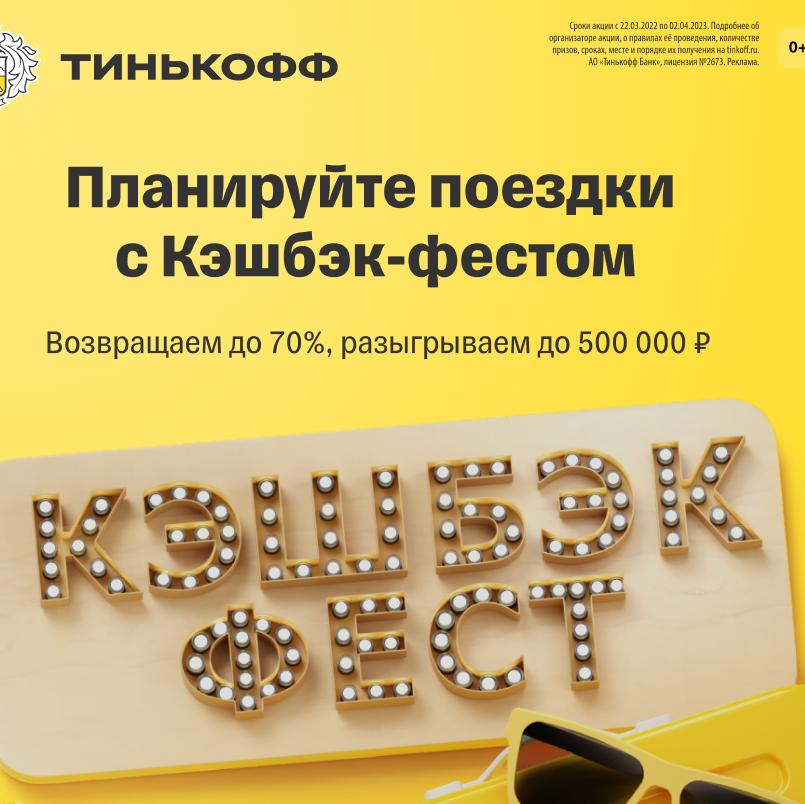 Сроки акции с 22.03.2022 по 02.04.2023. Подробнее об
организаторе акции, о правилах её проведения, количестве
призов, сроках, месте и порядке их получения на tinkoff.ru.
АО «Тинькофф Банк», лицензия №2673. Реклама.
0+
ТИНЬКОФФ
Планируйте поездки
с Кэшбэк-фестом
Возвращаем до 70%, разыгрываем до 500 000 ₽
КЭШБЭК
ФЕСТ